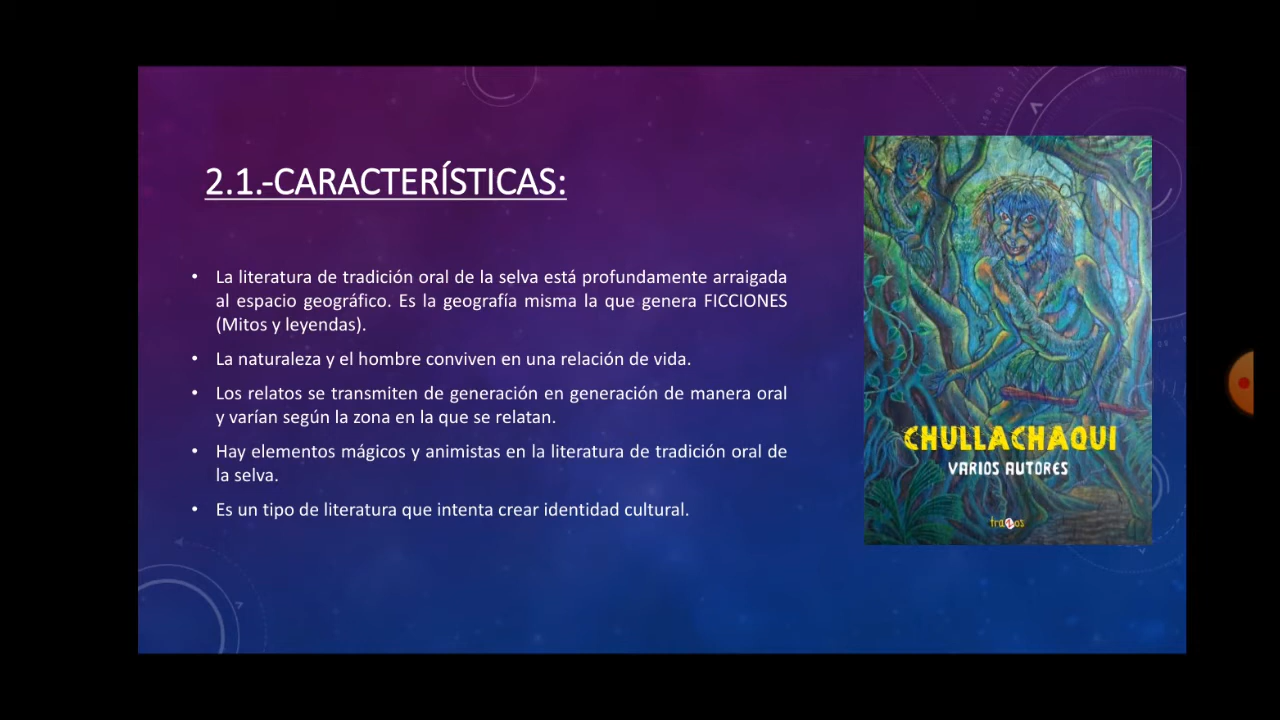 2.1.-CARACTERÍSTICAS:
• La literatura de tradición oral de la selva está profundamente arraigada
al espacio geográfico. Es la geografía misma la que genera FICCIONES
(Mitos y leyendas).
• La naturaleza y el hombre conviven en una relación de vida.
• Los relatos se transmiten de generación en generación de manera oral
y varían según la zona en la que se relatan.
• Hay elementos mágicos y animistas en la literatura de tradición oral de
la selva.
• Es un tipo de literatura que intenta crear identidad cultural.
CHULLACHAQUI
VARIOS AUTORES
trazos